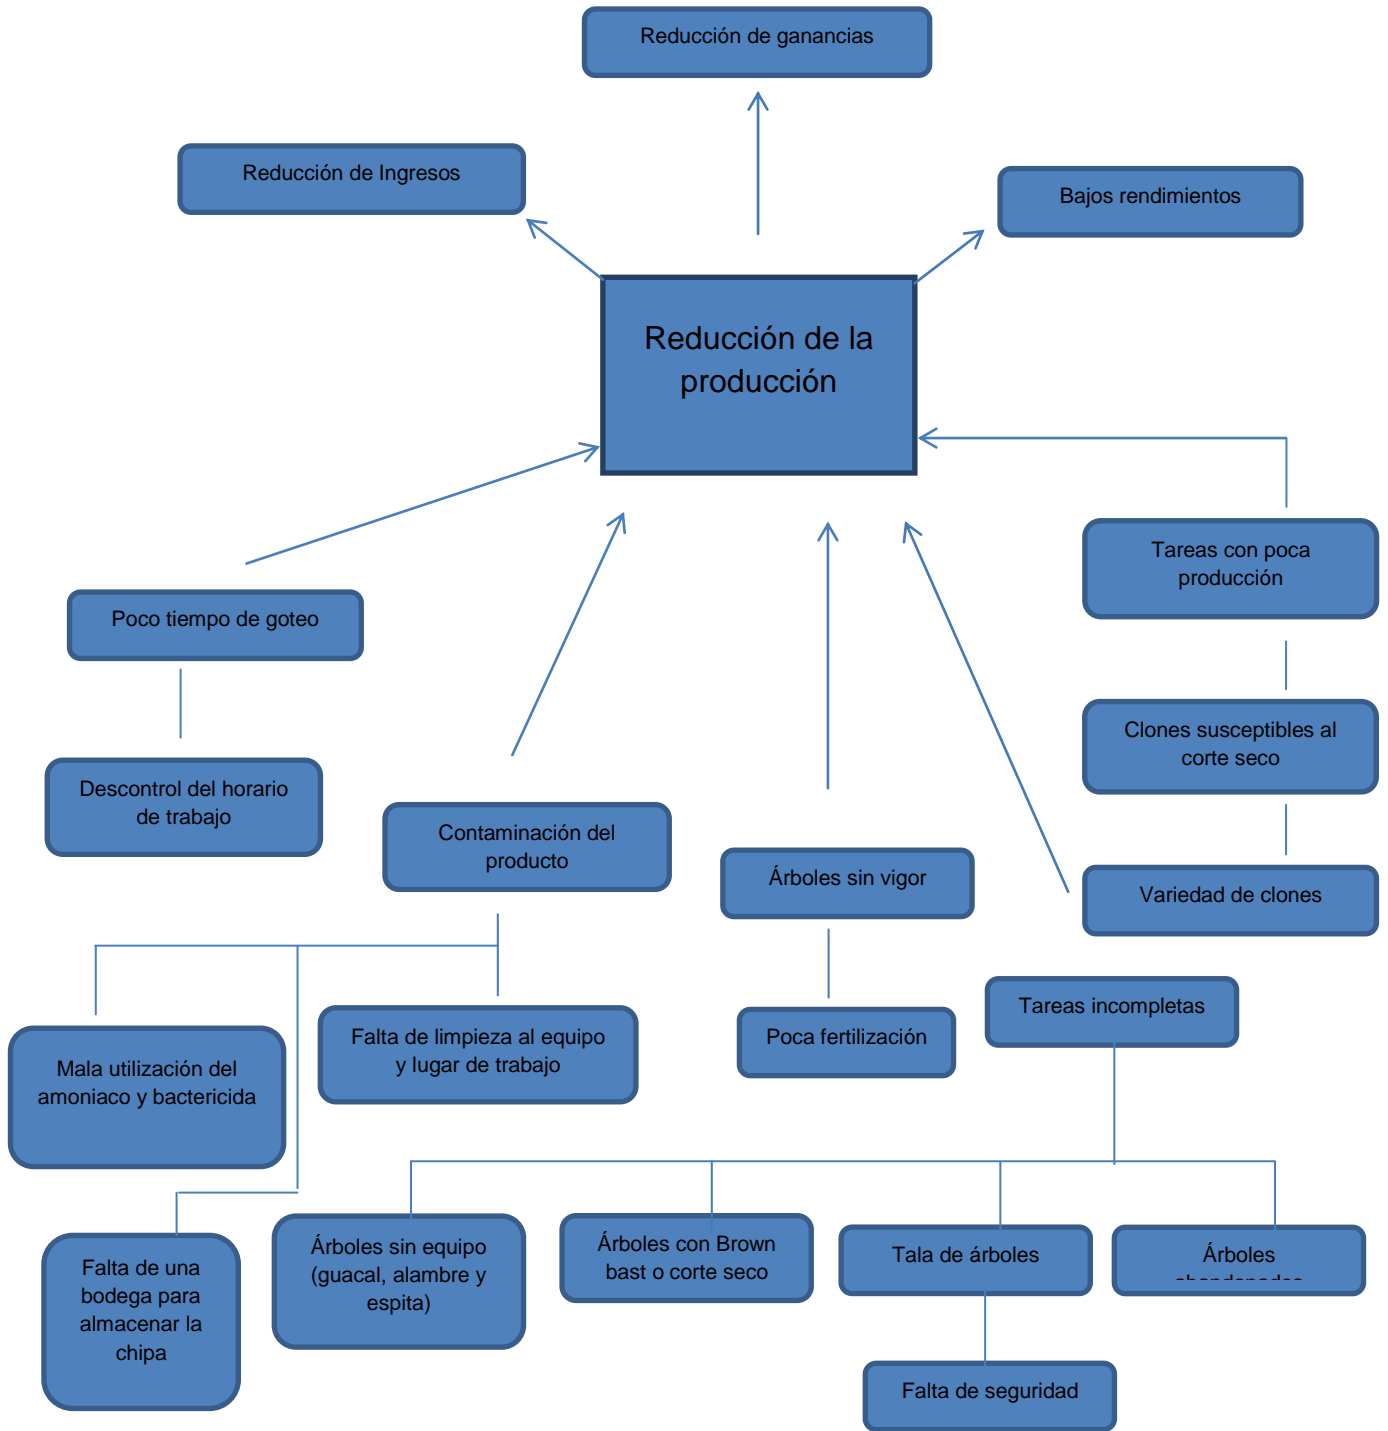 Reducción de ganancias
Reducción de Ingresos
Bajos rendimientos
Reducción de la
producción
Tareas con poca
producción
Poco tiempo de goteo
Clones susceptibles al
corte seco
Descontrol del horario
de trabajo
Contaminación del
producto
Árboles sin vigor
Variedad de clones
Tareas incompletas
Falta de limpieza al equipo
y lugar de trabajo
Poca fertilización
Mala utilización del
amoniaco y bactericida
Árboles sin equipo
(guacal, alambre y
espita)
Árboles con Brown
bast o corte seco
Tala de árboles
Árboles
Falta de una
bodega para
almacenar la
chipa
Falta de seguridad